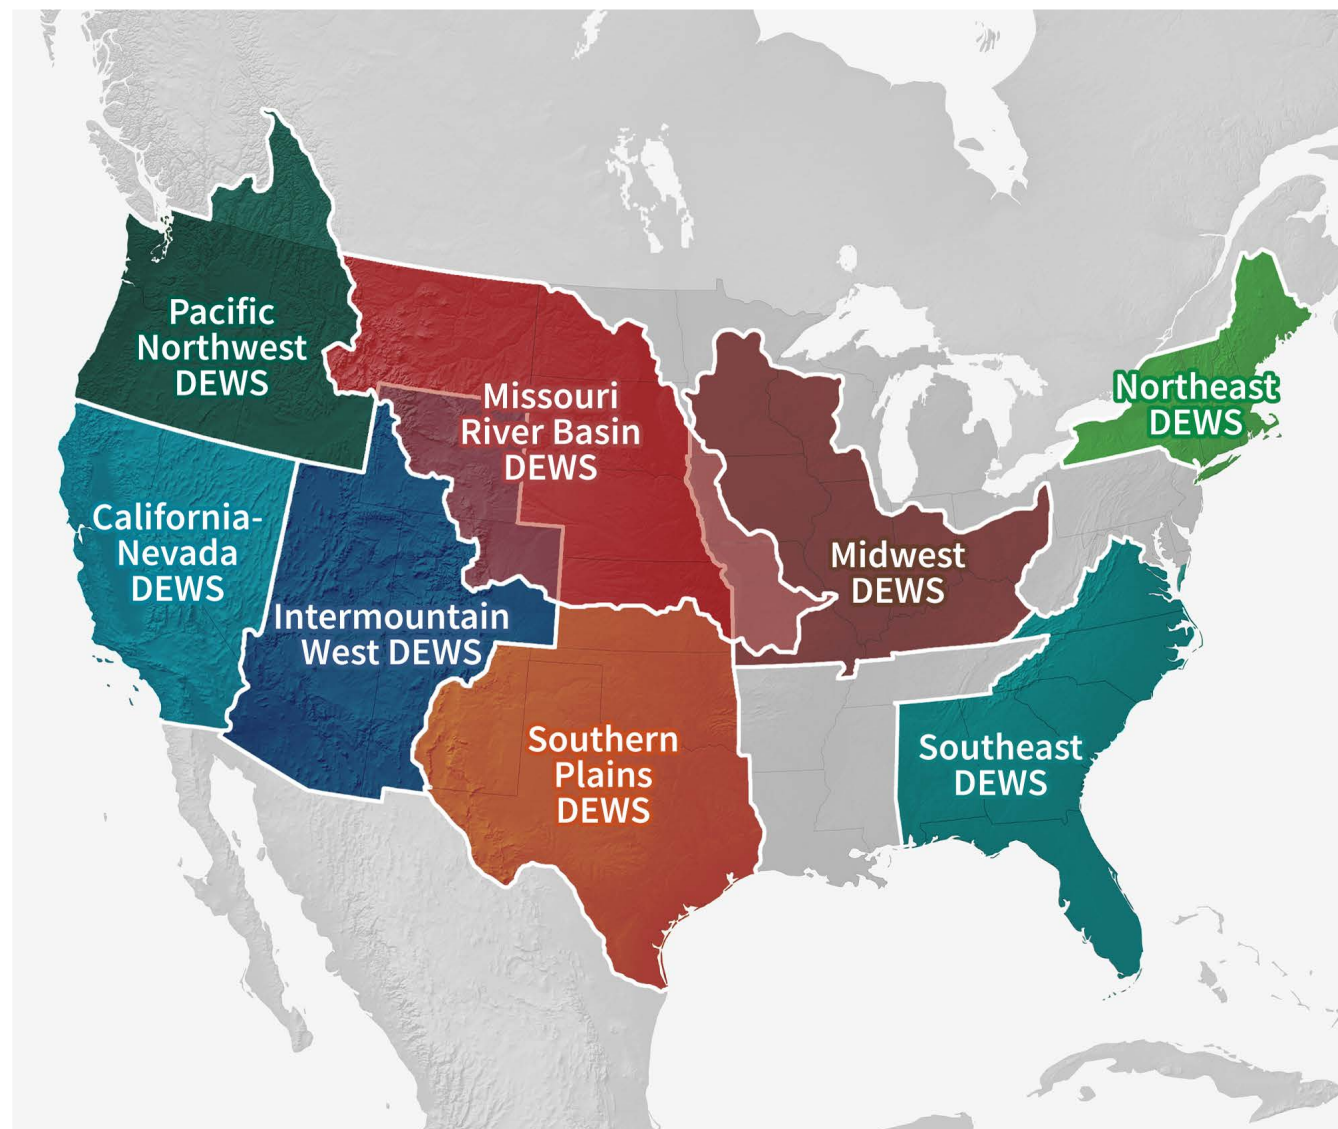 Pacific
Northwest
DEWS
Missouri
River Basin
DEWS
Northeast
DEWS
California-
Nevada
DEWS
Midwest
DEWS
Intermountain
West DEWS
Southern
Plains
DEWS
Southeast
DEWS